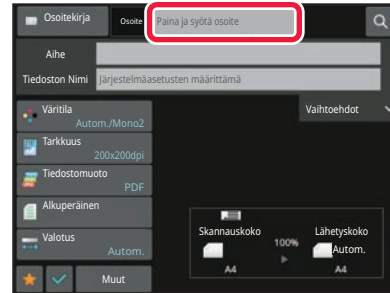 Osoitekirja
Osoite
Paina ja syötä osoite
Aihe
Tiedoston Nimi
Järjestelmäasetusten määrittämä
Väritila
Autom./Mono2
Vaihtoehdot
Tarkkuus
200x200dpi
Tiedostomuoto
PDF
Alkuperäinen
Valotus
Autom.
Skannauskoko
100%
Lähetyskoko
Autom.
A4
A4
Muut